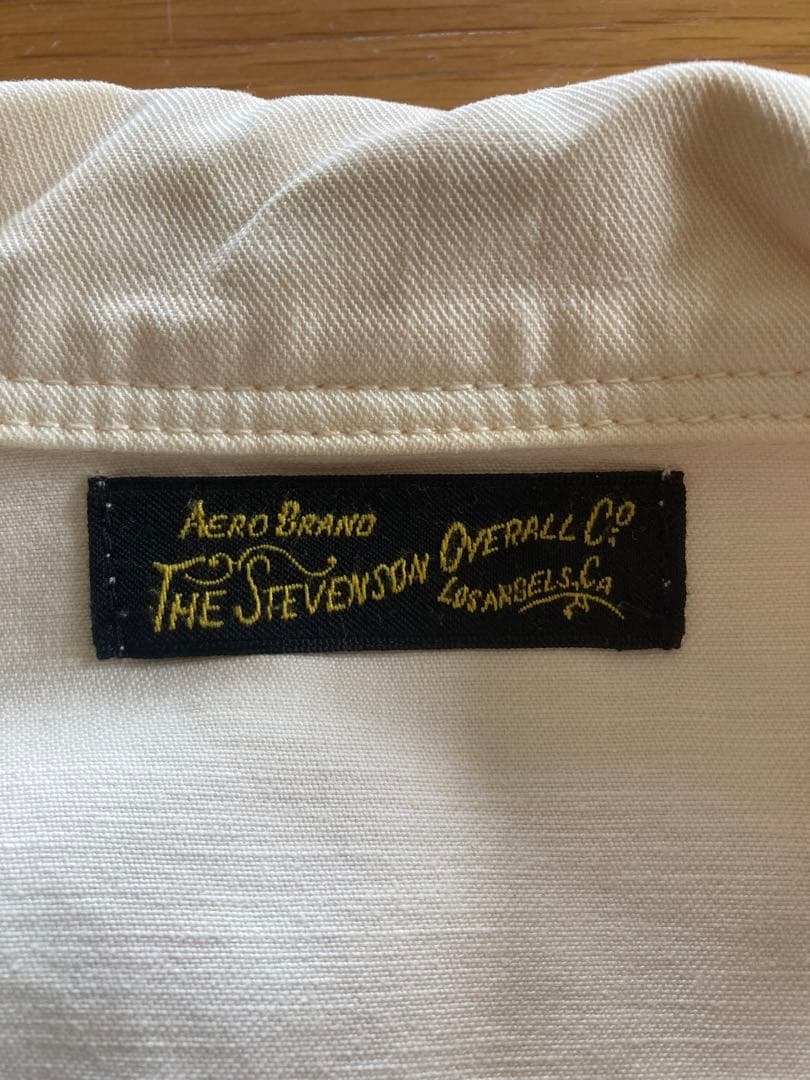 AERO BRAND
THE STEVENSON OVERALL Co.
LOS ANGELS, CA